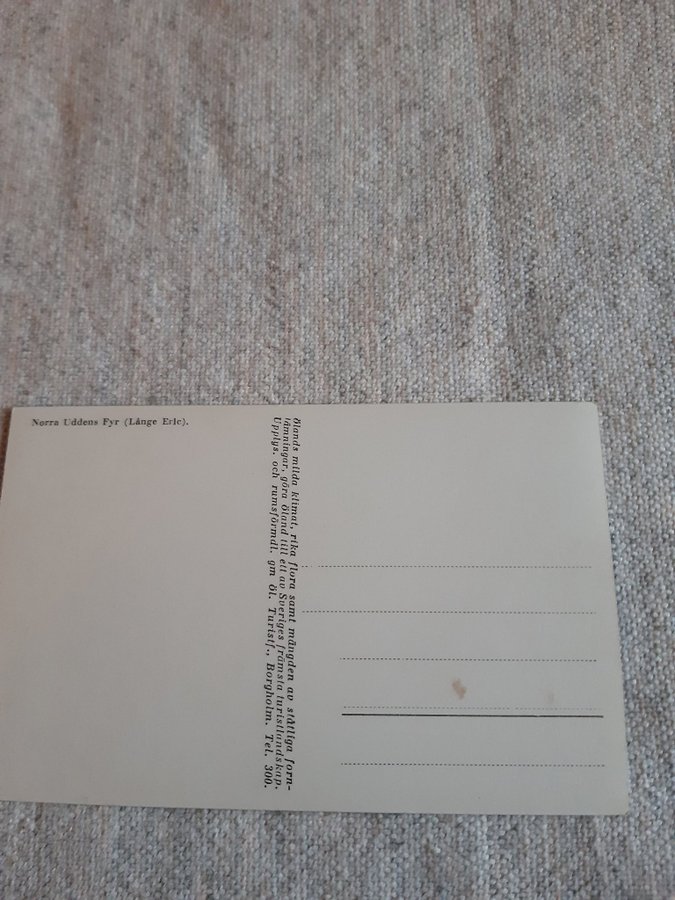 Norra Uddens Fyr (Långe Eric).
Ölands milda klimat, rika flora samt mängden av ståtliga forn-
lämningar, göra Öland till ett av Sveriges främsta turistlandskap.
Upplys. och rumsförmdl. gm Öl. Turistf., Borgholm. Tel. 300.